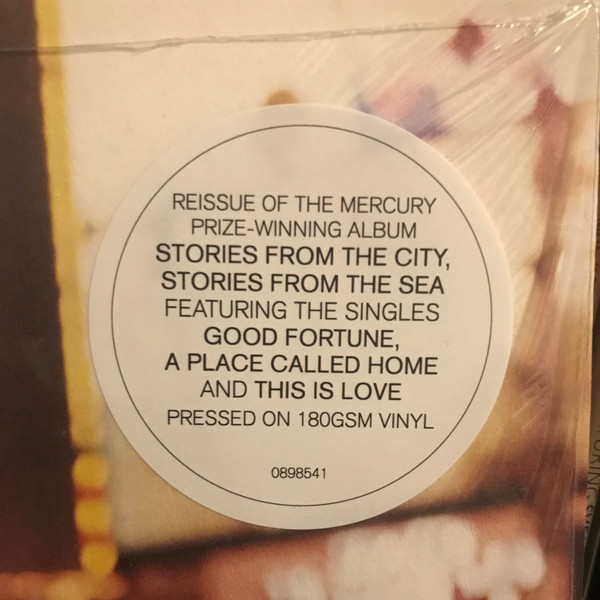 REISSUE OF THE MERCURY
PRIZE-WINNING ALBUM
STORIES FROM THE CITY,
STORIES FROM THE SEA
FEATURING THE SINGLES
GOOD FORTUNE,
A PLACE CALLED HOME
AND THIS IS LOVE
PRESSED ON 180GSM VINYL
0898541